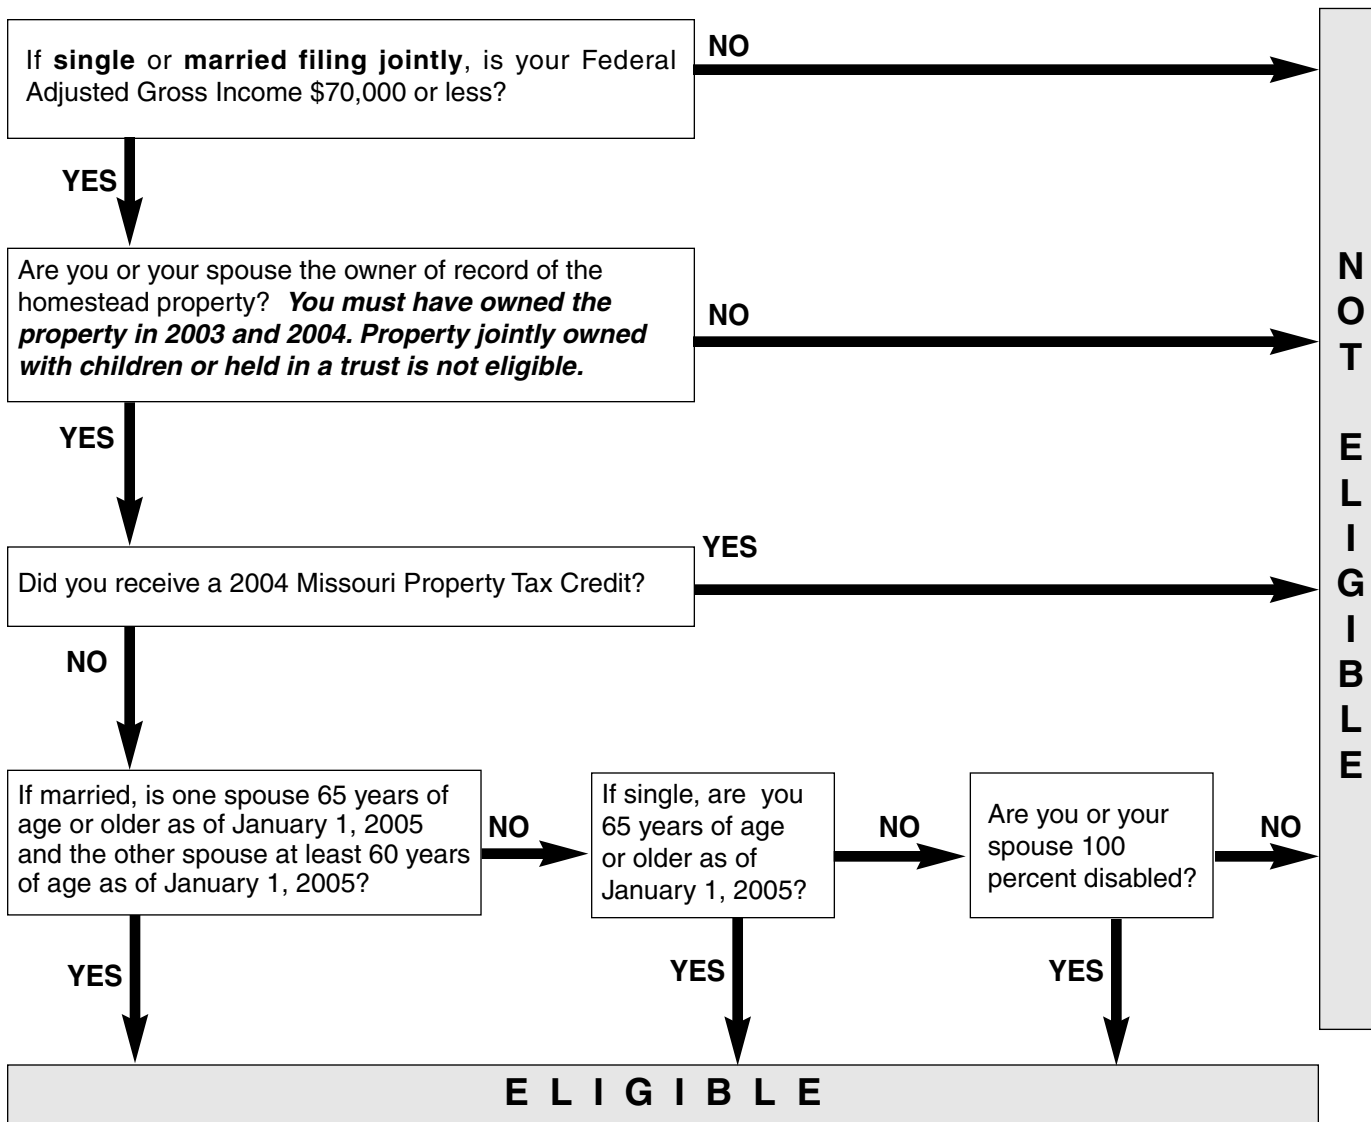 If single or married filing jointly, is your Federal
Adjusted Gross Income $70,000 or less?
NO
YES
Are you or your spouse the owner of record of the
homestead property? You must have owned the
property in 2003 and 2004. Property jointly owned
with children or held in a trust is not eligible.
NO
YES
Did you receive a 2004 Missouri Property Tax Credit?
YES
NO
If married, is one spouse 65 years of
age or older as of January 1, 2005
and the other spouse at least 60 years
of age as of January 1, 2005?
NO
YES
If single, are you
65 years of age
or older as of
January 1, 2005?
NO
YES
Are you or your
spouse 100
percent disabled?
NO
YES
NOT ELIGIBLE
ELIGIBLE